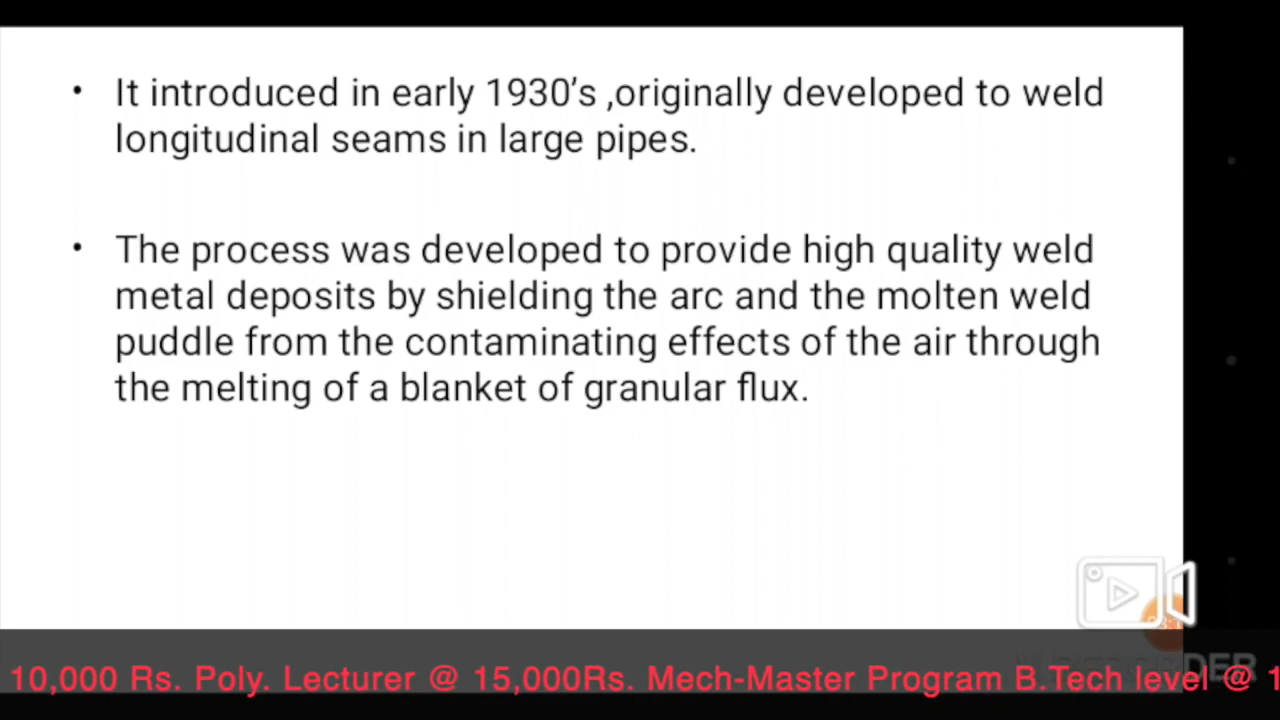 • It introduced in early 1930’s ,originally developed to weld
longitudinal seams in large pipes.
• The process was developed to provide high quality weld
metal deposits by shielding the arc and the molten weld
puddle from the contaminating effects of the air through
the melting of a blanket of granular flux.
10,000 Rs. Poly. Lecturer @ 15,000Rs. Mech-Master Program B.Tech level @ 1